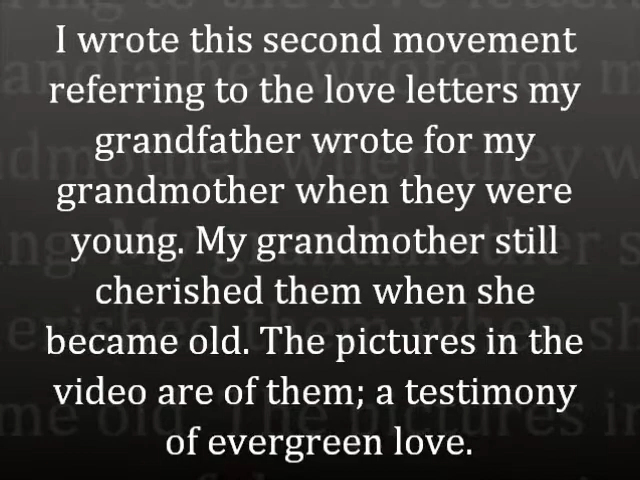 I wrote this second movement
referring to the love letters my
grandfather wrote for my
grandmother when they were
young. My grandmother still
cherished them when she
became old. The pictures in the
video are of them; a testimony
of evergreen love.